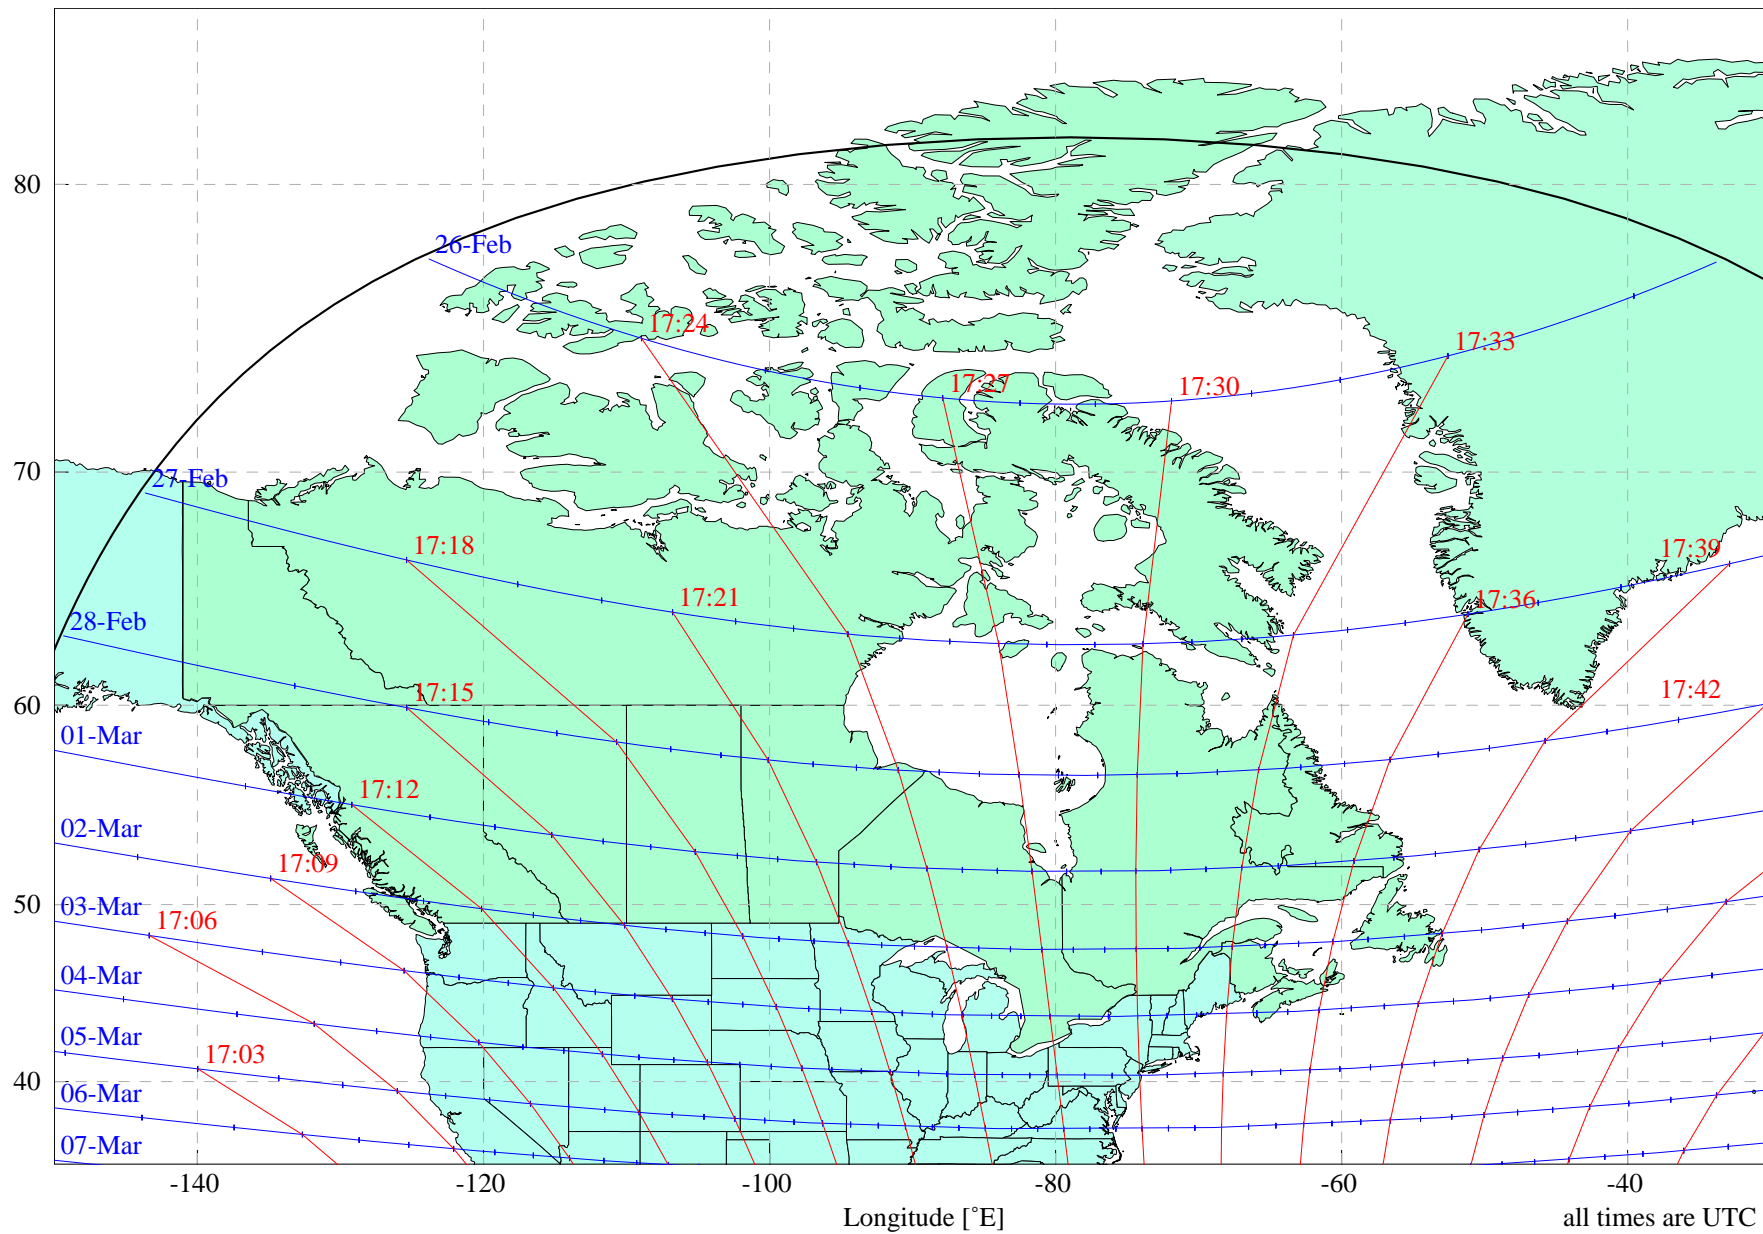 80
26-Feb
17:24
17:33
17:27
17:30
70
27-Feb
17:18
17:39
17:21
17:36
28-Feb
60
17:15
17:42
01-Mar
17:12
02-Mar
17:09
50
03-Mar
17:06
04-Mar
05-Mar
17:03
40
06-Mar
07-Mar
-140 -120 -100 -80 -60 -40
Longitude [°E]
all times are UTC